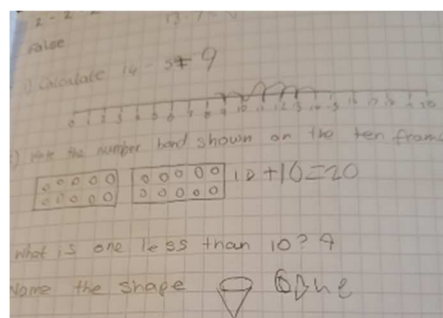 2 - 2
false
Calculate 14 - 5 = 9
0 1 2 3 4 5 6 7 8 9 10 11 12 13 14 15 16 17 18 19 20
the number bond shown on the ten frame
10 + 10 = 20
What is one less than 10? 9
Name the shape